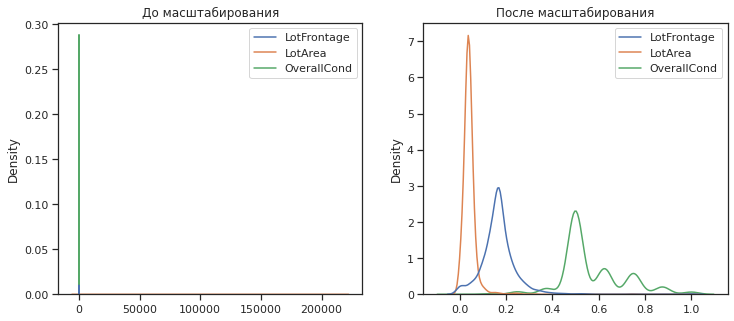 До масштабирования
Density
0.30
0.25
0.20
0.15
0.10
0.05
0.00
0
50000
100000
150000
200000
LotFrontage
LotArea
OverallCond
После масштабирования
Density
7
6
5
4
3
2
1
0
0.0
0.2
0.4
0.6
0.8
1.0
LotFrontage
LotArea
OverallCond